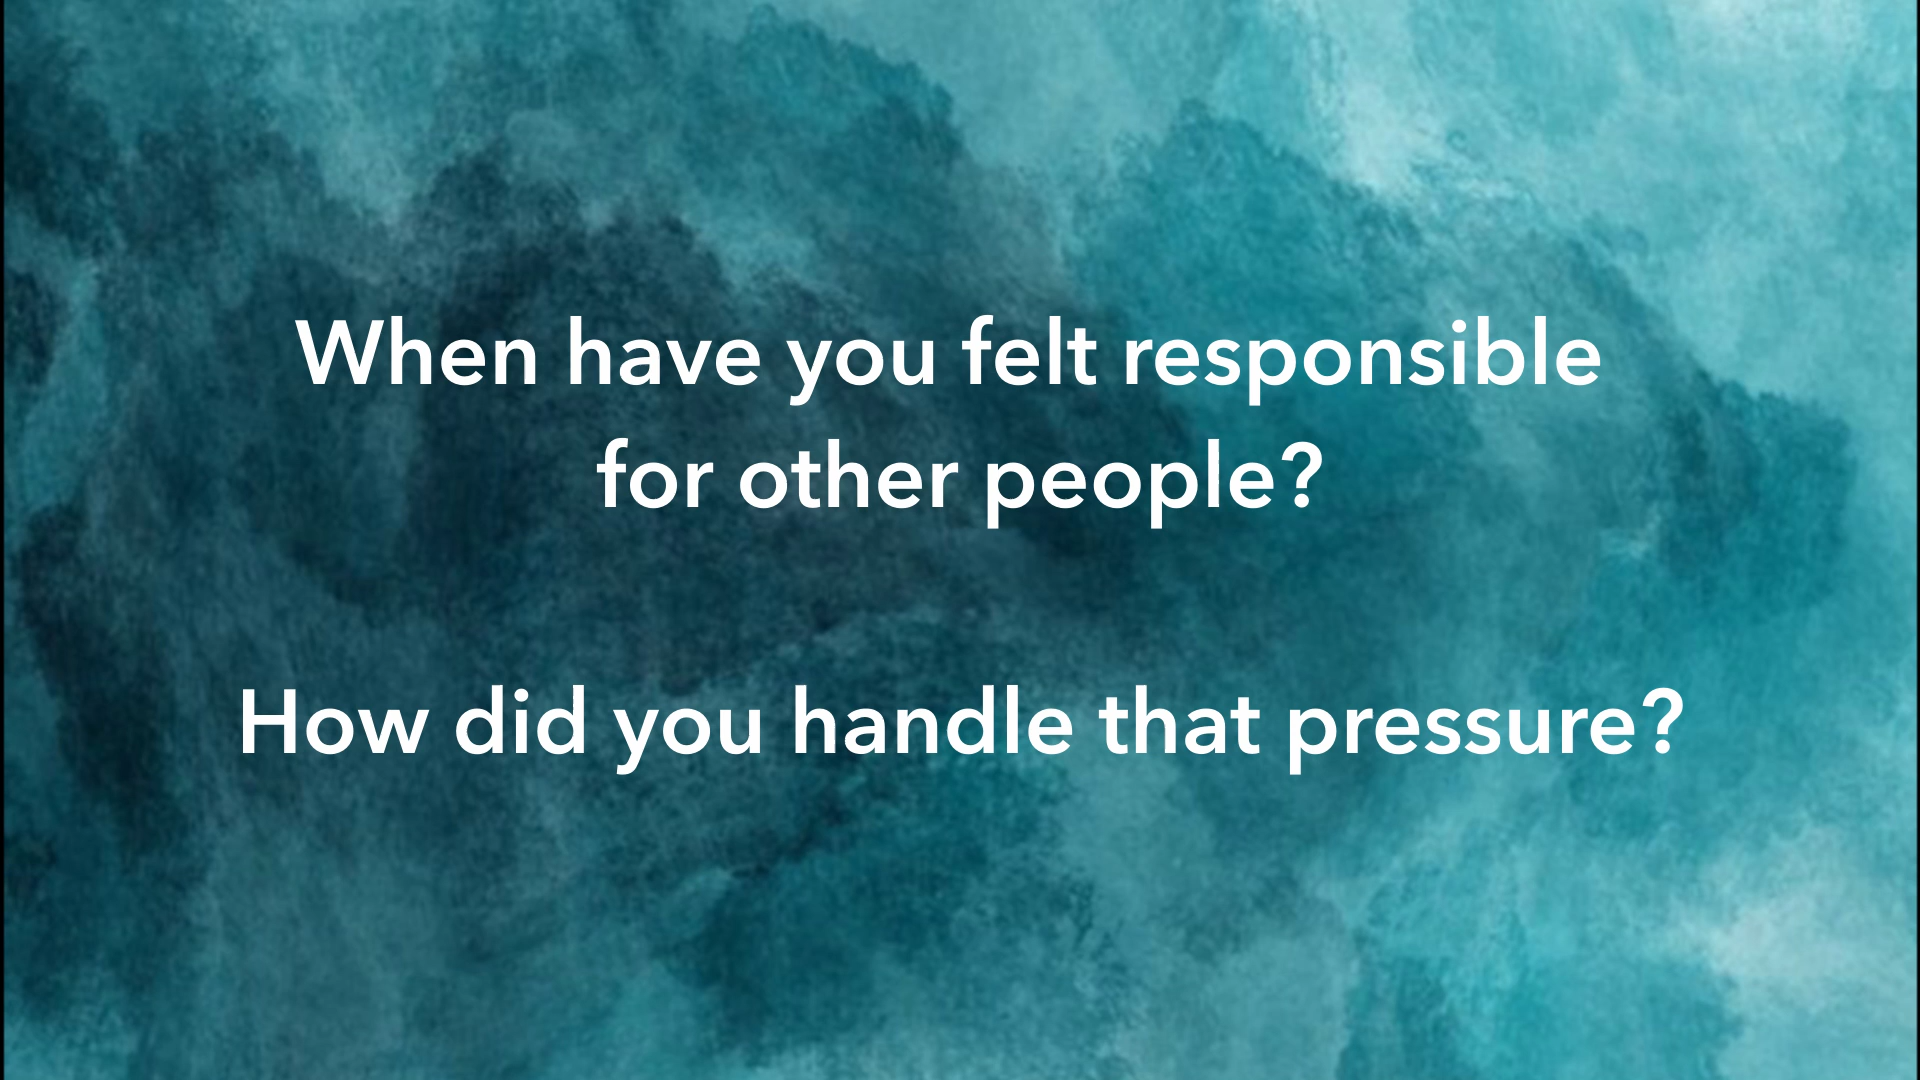 When have you felt responsible
for other people?
How did you handle that pressure?